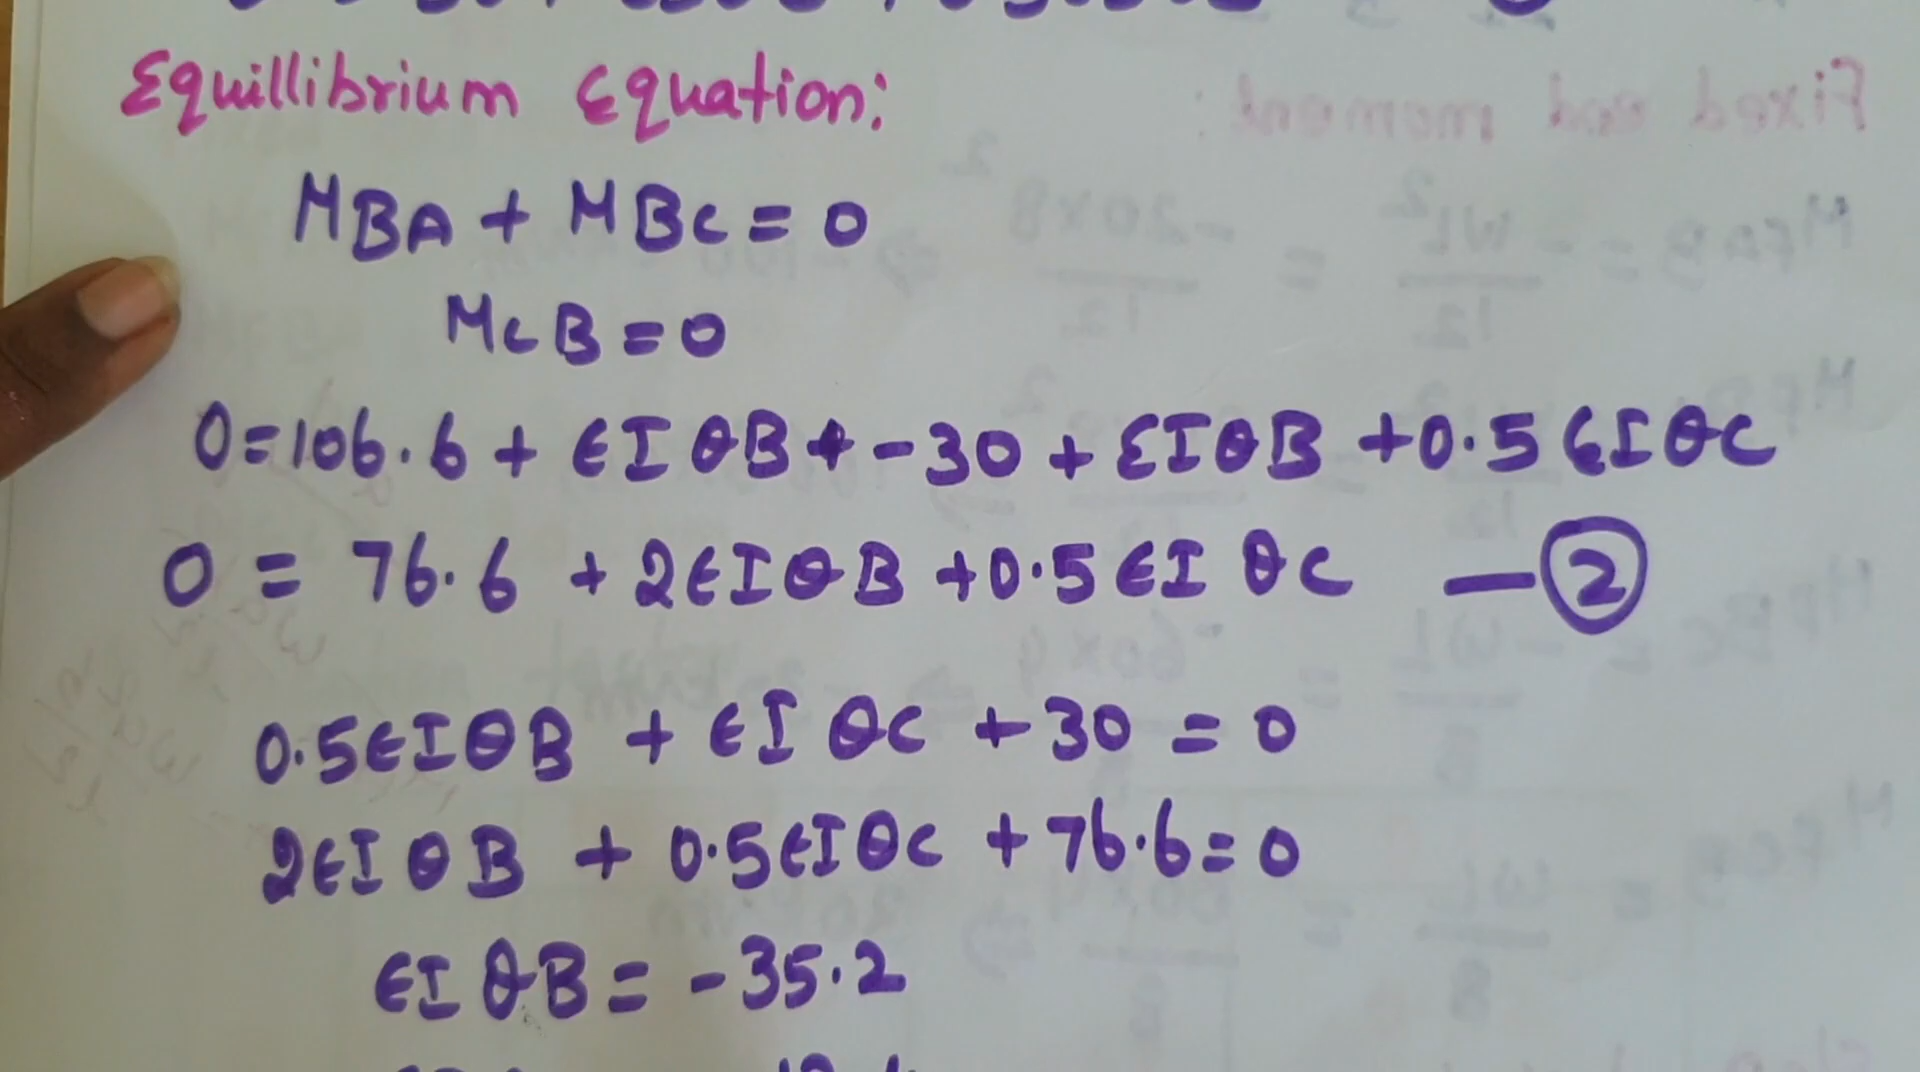 Equillibrium Equation:
MBA + MBC = 0
MCB = 0
0 = 106.6 + EIθB + -30 + EIθB + 0.5 EIθC
0 = 76.6 + 2EIθB + 0.5 EI θC — 2
0.5EIθB + EI θC + 30 = 0
2EIθB + 0.5EIθC + 76.6 = 0
EI θB = -35.2